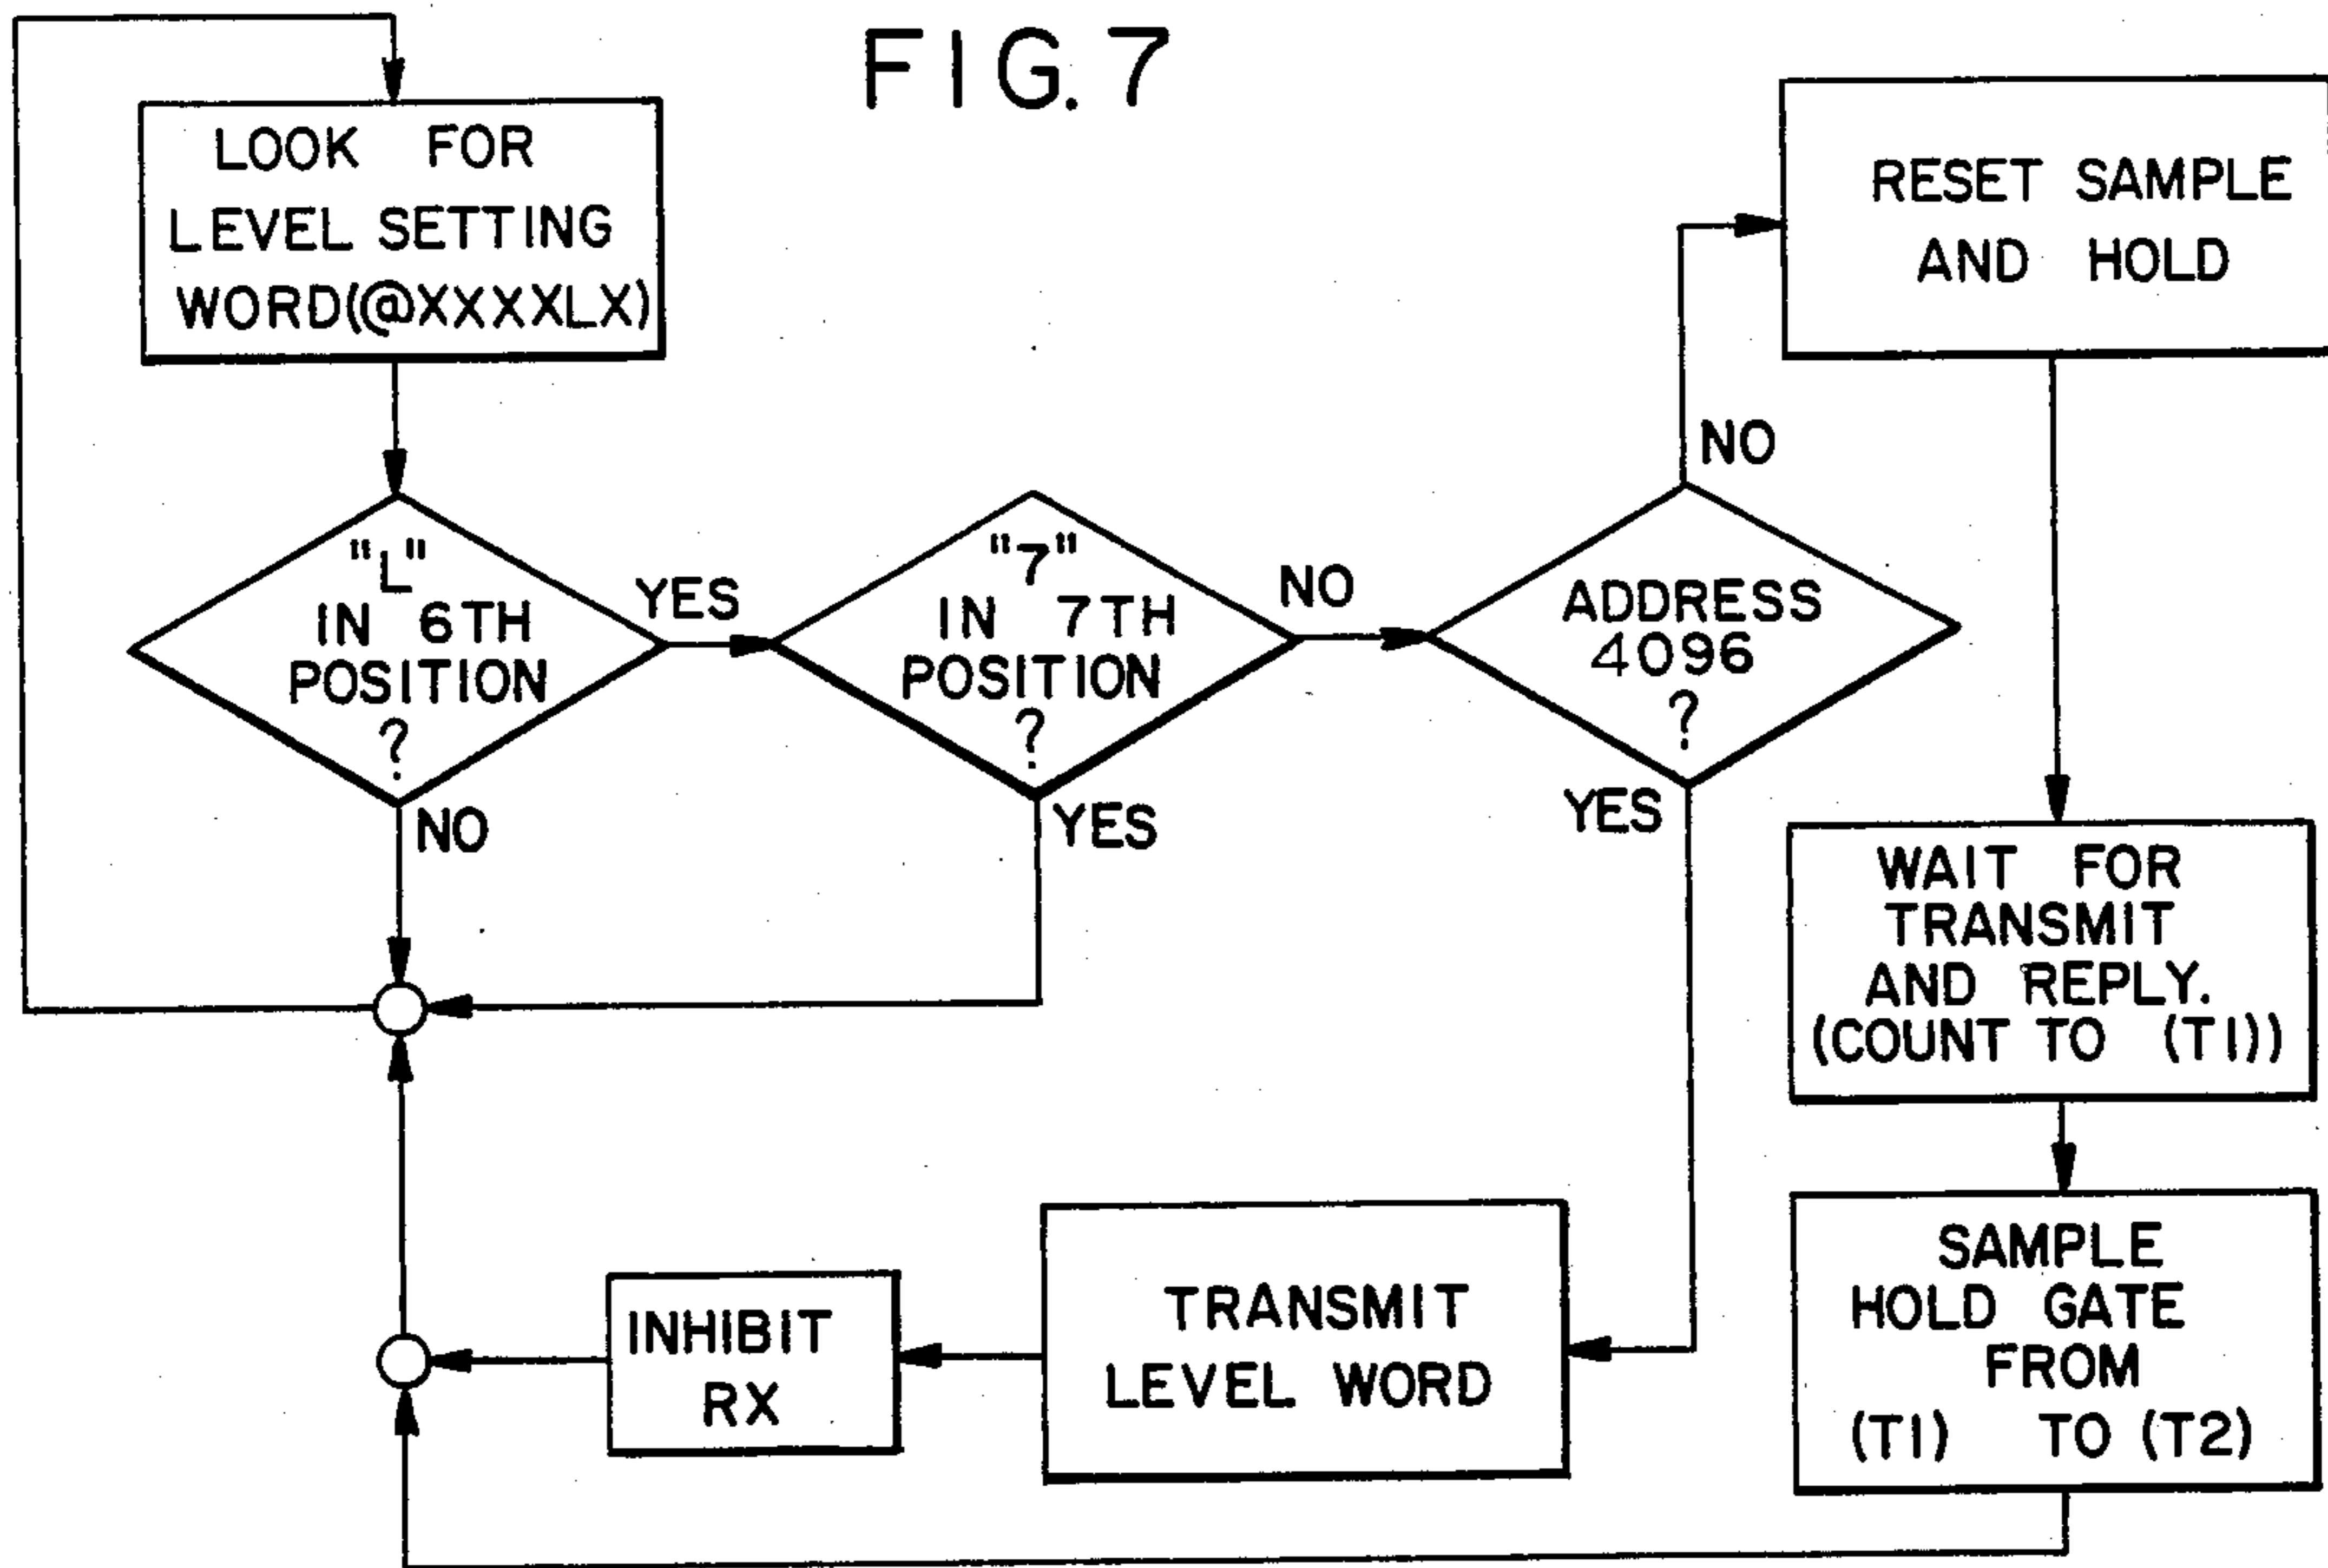 FIG. 7
LOOK FOR
LEVEL SETTING
WORD(@XXXXLX)
"L"
IN 6TH
POSITION
?
YES
NO
"7"
IN 7TH
POSITION
?
NO
YES
ADDRESS
4096
?
NO
YES
RESET SAMPLE
AND HOLD
WAIT FOR
TRANSMIT
AND REPLY.
(COUNT TO (T1))
SAMPLE
HOLD GATE
FROM
(T1) TO (T2)
TRANSMIT
LEVEL WORD
INHIBIT
RX